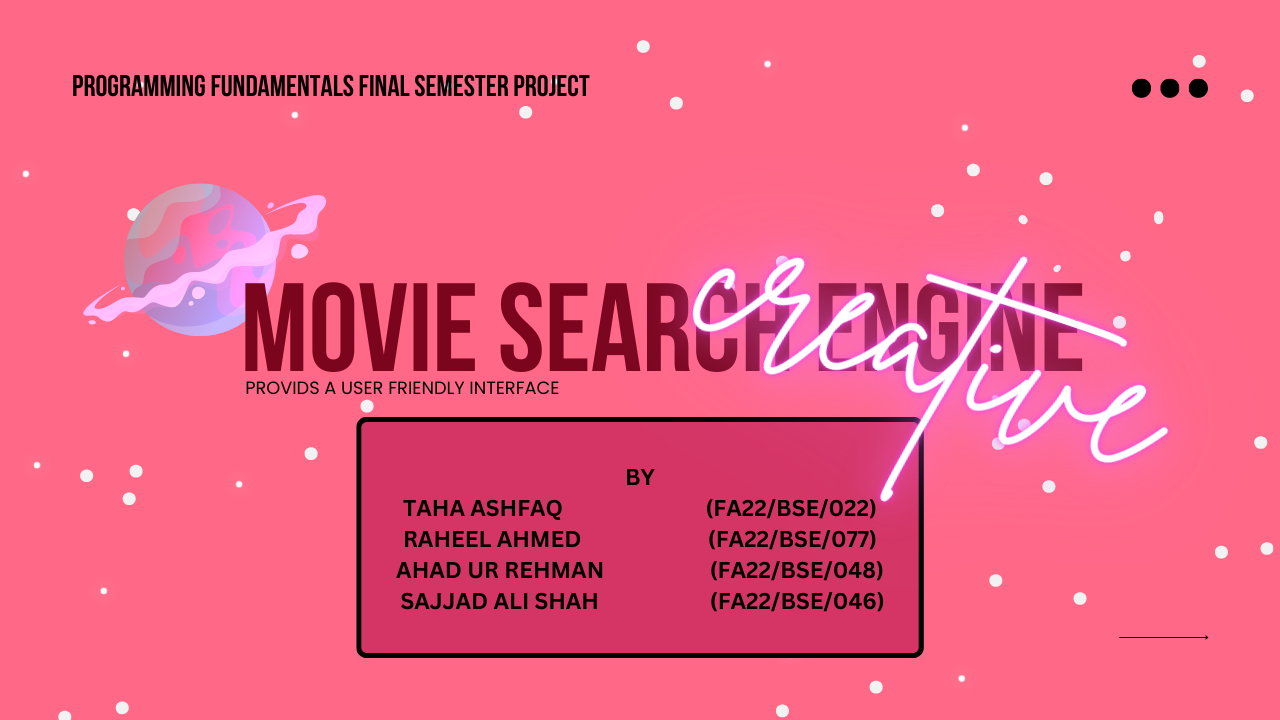 PROGRAMMING FUNDAMENTALS FINAL SEMESTER PROJECT
MOVIE SEARCH ENGINE
creative
PROVIDS A USER FRIENDLY INTERFACE
BY
TAHA ASHFAQ (FA22/BSE/022)
RAHEEL AHMED (FA22/BSE/077)
AHAD UR REHMAN (FA22/BSE/048)
SAJJAD ALI SHAH (FA22/BSE/046)